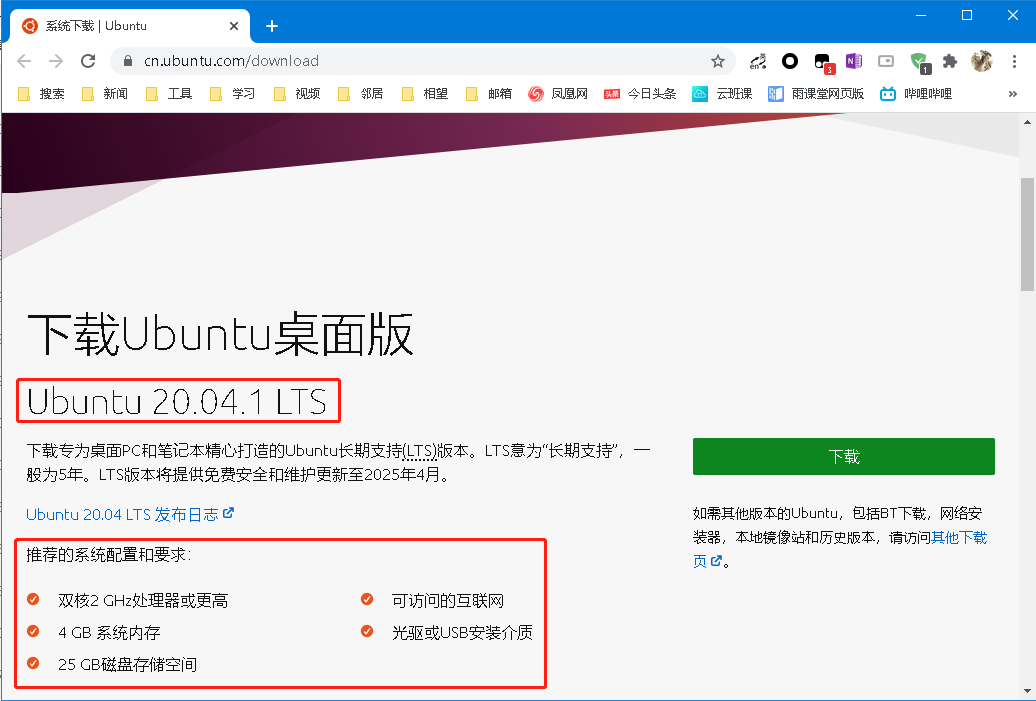 系统下载 | Ubuntu
cn.ubuntu.com/download
en
3
N
1
搜索
新闻
工具
学习
视频
邻居
相望
邮箱
凤凰网
头条
今日头条
云班课
雨课堂网页版
哔哩哔哩
»
下载Ubuntu桌面版
Ubuntu 20.04.1 LTS
下载专为桌面PC和笔记本精心打造的Ubuntu长期支持(LTS)版本。LTS意为“长期支持”，一
般为5年。LTS版本将提供免费安全和维护更新至2025年4月。
Ubuntu 20.04 LTS 发布日志
下载
如需其他版本的Ubuntu，包括BT下载，网络安
装器，本地镜像站和历史版本，请访问其他下载
页。
推荐的系统配置和要求:
双核2 GHz处理器或更高
4 GB 系统内存
25 GB磁盘存储空间
可访问的互联网
光驱或USB安装介质